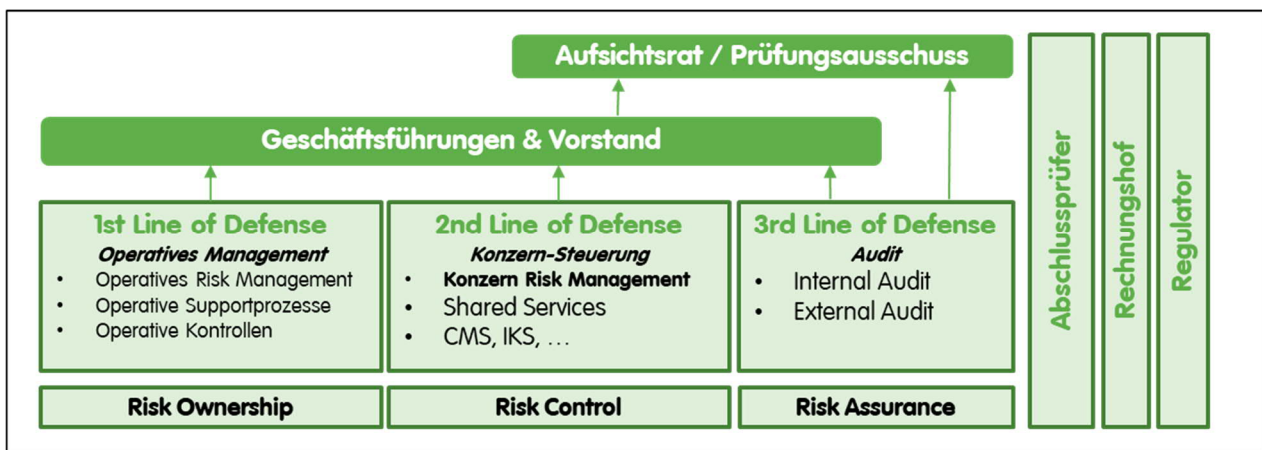 Aufsichtsrat / Prüfungsausschuss
Geschäftsführungen & Vorstand
1st Line of Defense
Operatives Management
• Operatives Risk Management
• Operative Supportprozesse
• Operative Kontrollen
Risk Ownership
2nd Line of Defense
Konzern-Steuerung
• Konzern Risk Management
• Shared Services
• CMS, IKS, …
Risk Control
3rd Line of Defense
Audit
• Internal Audit
• External Audit
Risk Assurance
Abschlussprüfer
Rechnungshof
Regulator